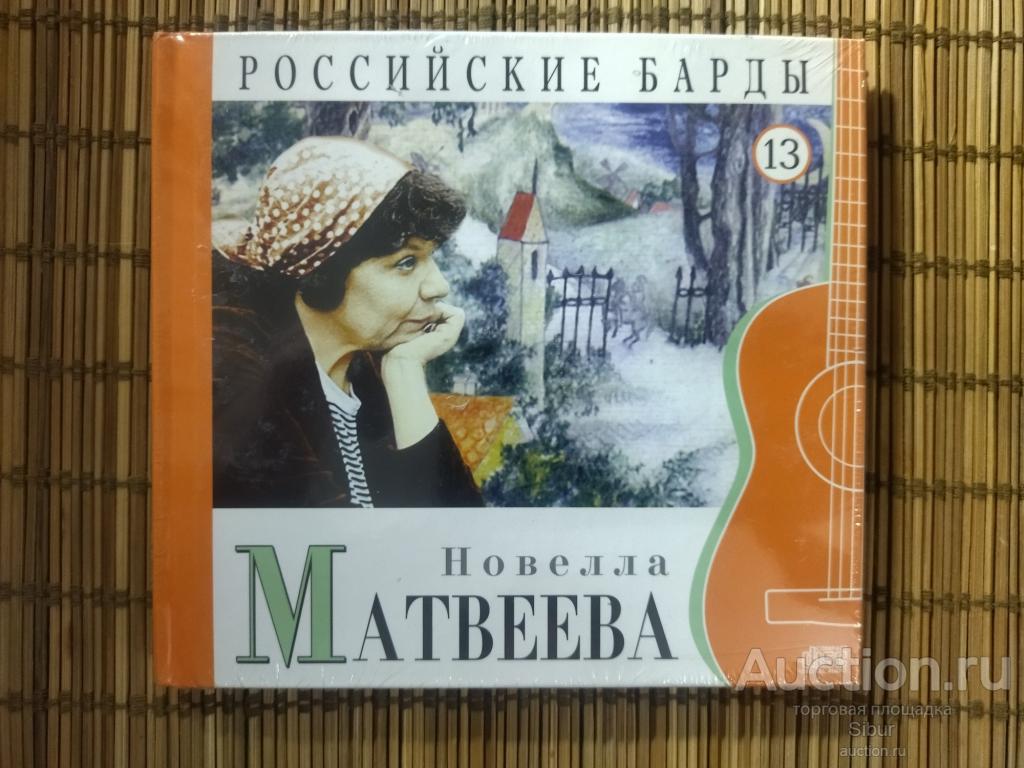 РОССИЙСКИЕ БАРДЫ
13
Новелла
МАТВЕЕВА
Auction.ru
торговая площадка
Sibur
auction.ru